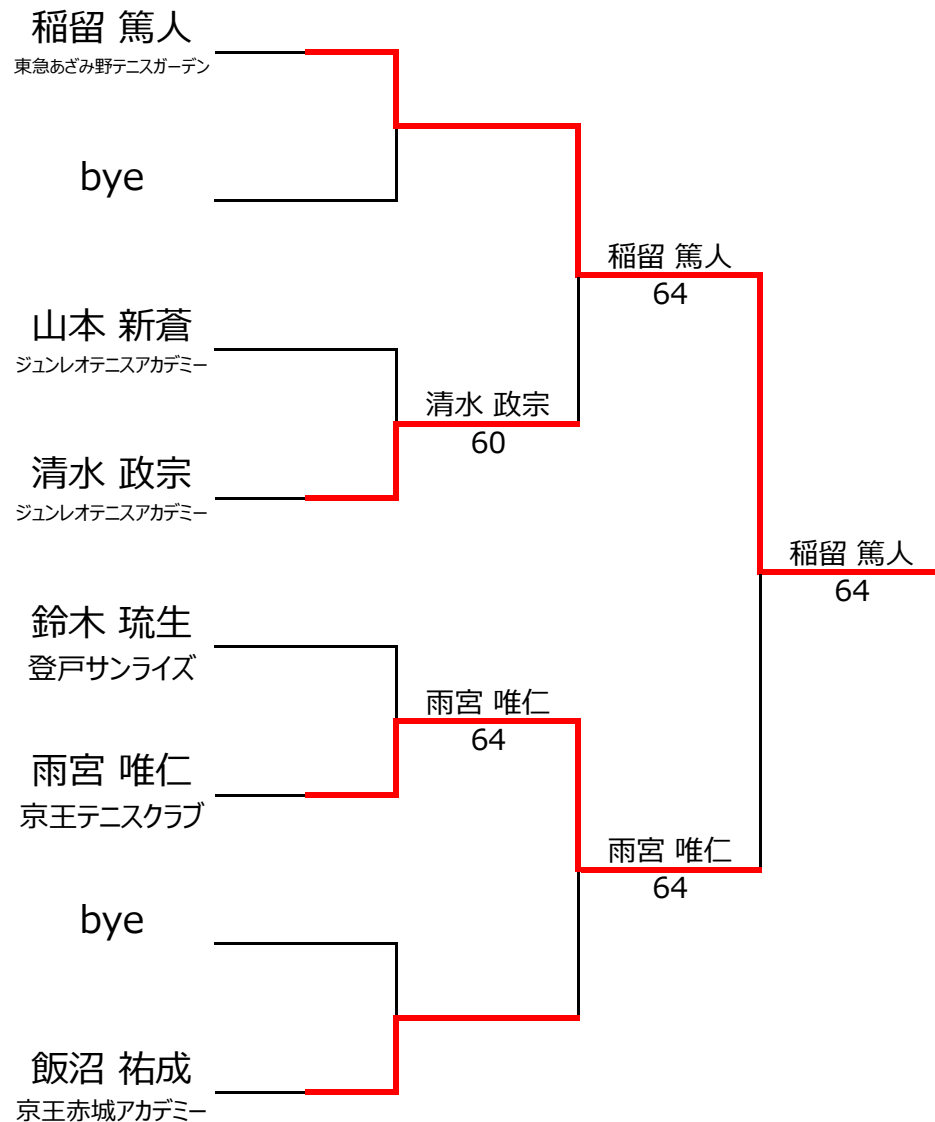 稲留 篤人
東急あざみ野テニスガーデン
bye
山本 新蒼
ジュンレオテニスアカデミー
清水 政宗
ジュンレオテニスアカデミー
鈴木 琉生
登戸サンライズ
雨宮 唯仁
京王テニスクラブ
bye
飯沼 祐成
京王赤城アカデミー
清水 政宗
60
雨宮 唯仁
64
稲留 篤人
64
雨宮 唯仁
64
稲留 篤人
64